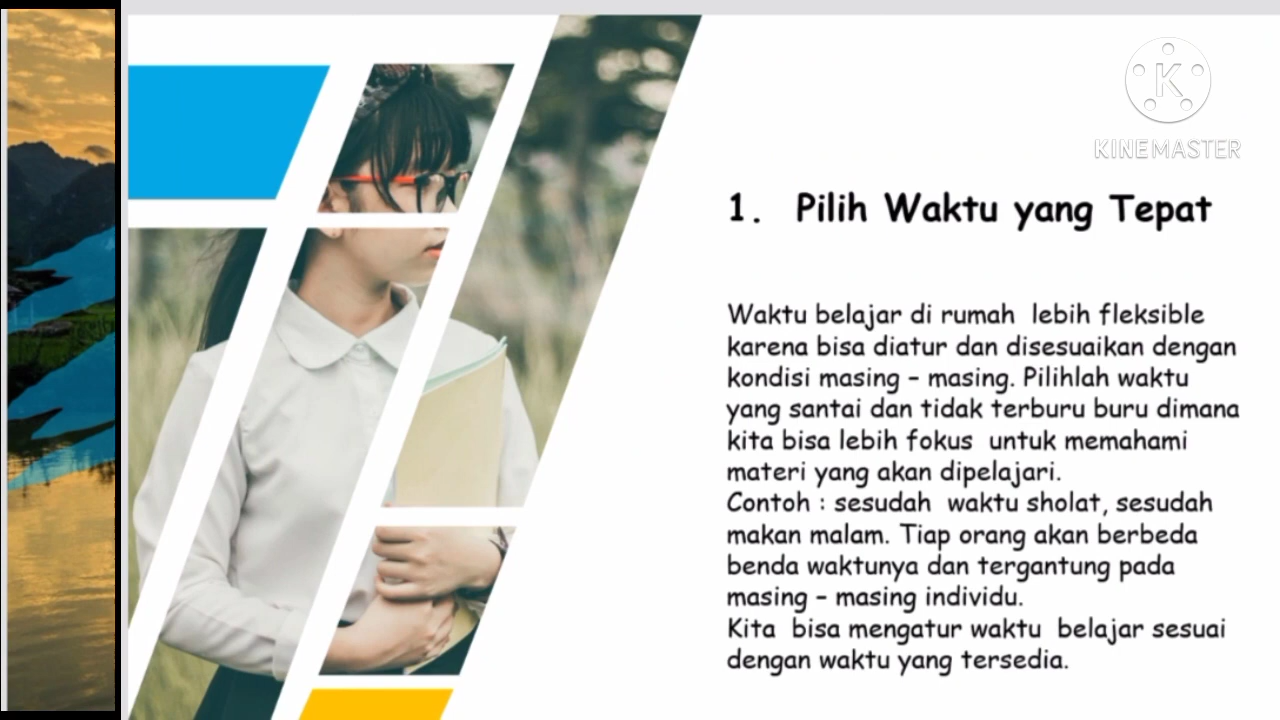 K
KINEMASTER
1. Pilih Waktu yang Tepat
Waktu belajar di rumah lebih fleksible
karena bisa diatur dan disesuaikan dengan
kondisi masing – masing. Pilihlah waktu
yang santai dan tidak terburu buru dimana
kita bisa lebih fokus untuk memahami
materi yang akan dipelajari.
Contoh : sesudah waktu sholat, sesudah
makan malam. Tiap orang akan berbeda
benda waktunya dan tergantung pada
masing – masing individu.
Kita bisa mengatur waktu belajar sesuai
dengan waktu yang tersedia.